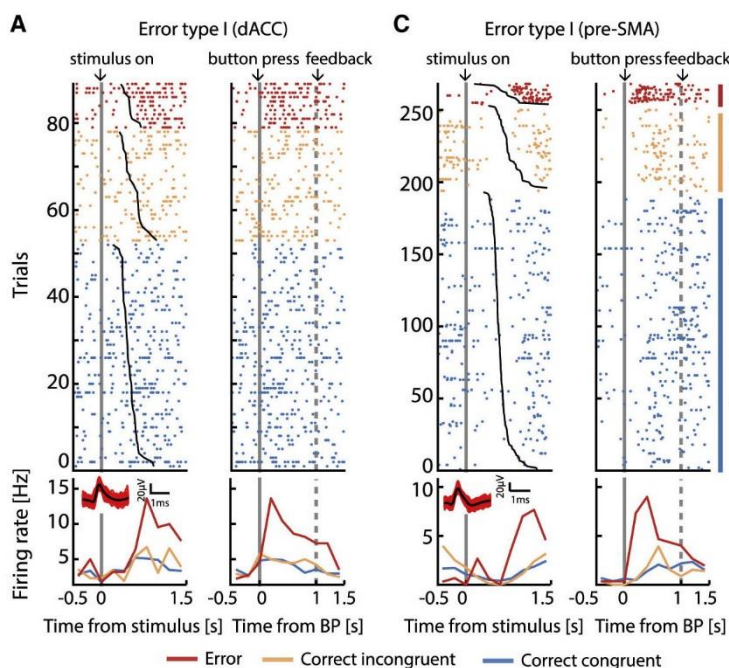 A Error type I (dACC)
C Error type I (pre-SMA)
stimulus on
button press feedback
stimulus on
button press feedback
Trials
80
60
40
20
0
250
200
150
100
50
0
Firing rate [Hz]
15
10
5
20μV
1ms
10
5
20μV
1ms
-0.5 0 1.5
-0.5 0 1 1.5
-0.5 0 1.5
-0.5 0 1 1.5
Time from stimulus [s]
Time from BP [s]
Time from stimulus [s]
Time from BP [s]
Error
Correct incongruent
Correct congruent